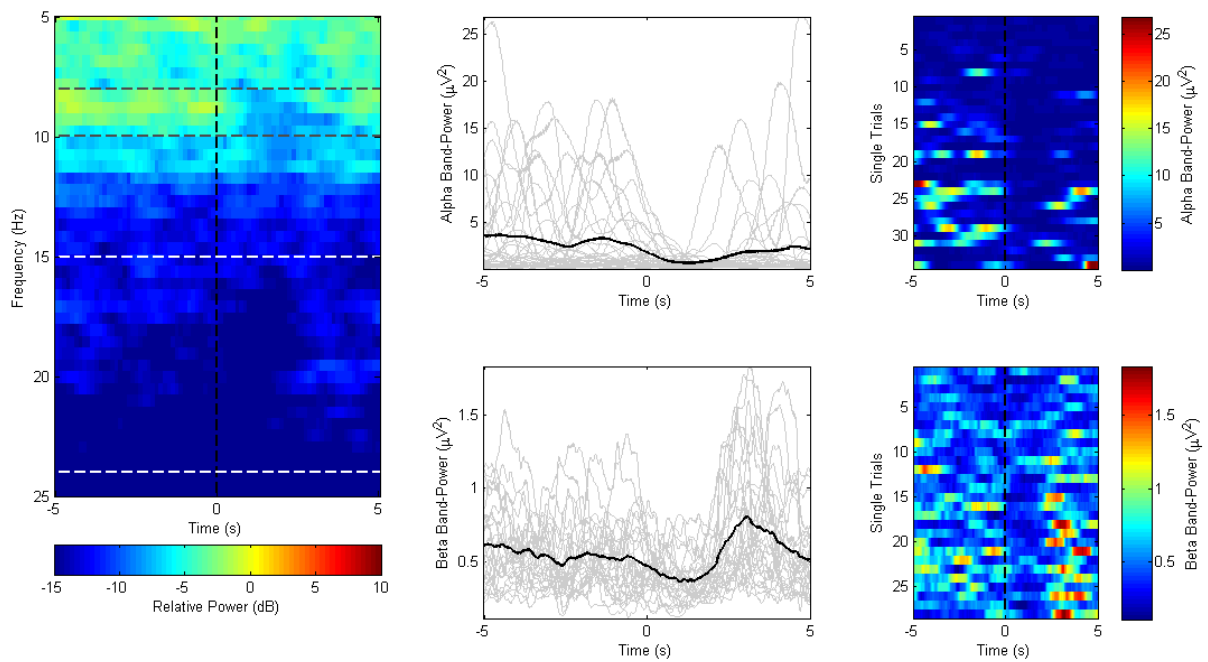 5
10
15
20
25
Frequency (Hz)
-5 0 5
Time (s)
-15 -10 -5 0 5 10
Relative Power (dB)
25
20
15
10
5
Alpha Band-Power (μV²)
-5 0 5
Time (s)
5
10
15
20
25
30
Single Trials
-5 0 5
Time (s)
25
20
15
10
5
Alpha Band-Power (μV²)
1.5
1
0.5
Beta Band-Power (μV²)
-5 0 5
Time (s)
5
10
15
20
25
Single Trials
-5 0 5
Time (s)
1.5
1
0.5
Beta Band-Power (μV²)